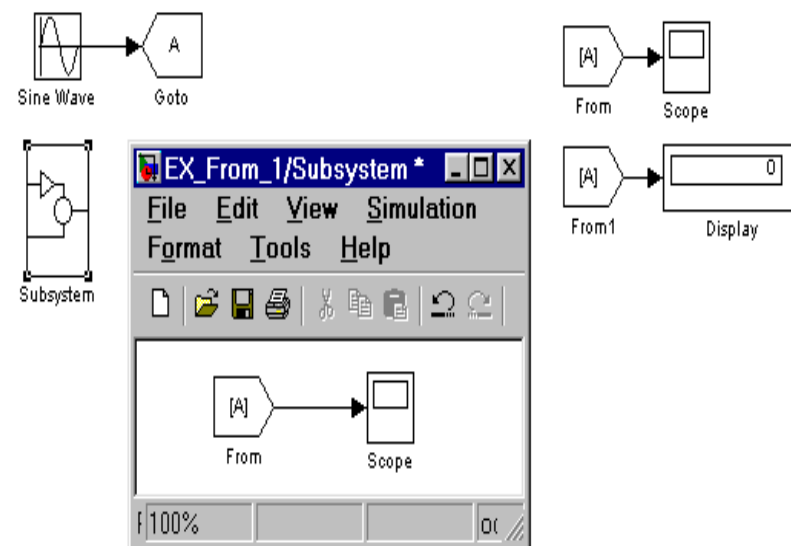 A
Sine Wave
Goto
[A]
From
Scope
[A]
0
From1
Display
Subsystem
EX_From_1/Subsystem *
File Edit View Simulation
Format Tools Help
[A]
From
Scope
100%